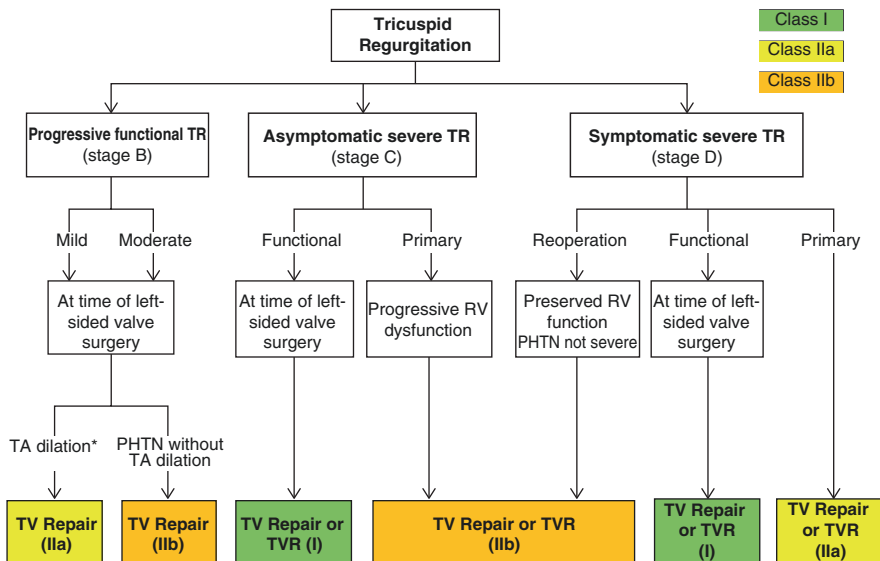 Tricuspid
Regurgitation
Class I
Class IIa
Class IIb
Progressive functional TR
(stage B)
Asymptomatic severe TR
(stage C)
Symptomatic severe TR
(stage D)
Mild
Moderate
Functional
Primary
Reoperation
Functional
Primary
At time of left-
sided valve
surgery
At time of left-
sided valve
surgery
Progressive RV
dysfunction
Preserved RV
function
PHTN not severe
At time of left-
sided valve
surgery
TA dilation*
PHTN without
TA dilation
TV Repair
(IIa)
TV Repair
(IIb)
TV Repair or
TVR (I)
TV Repair or TVR
(IIb)
TV Repair
or TVR
(I)
TV Repair
or TVR
(IIa)